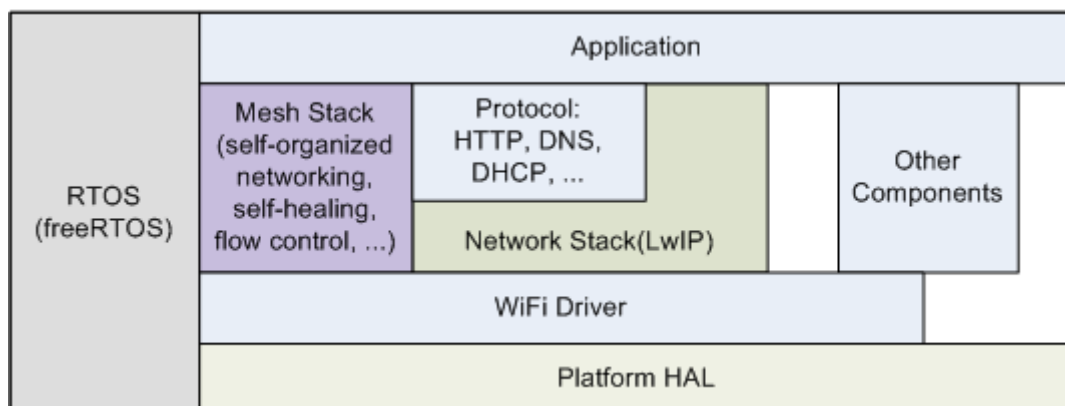 Application
RTOS
(freeRTOS)
Mesh Stack
(self-organized
networking,
self-healing,
flow control, ...)
Protocol:
HTTP, DNS,
DHCP, ...
Network Stack(LwIP)
Other
Components
WiFi Driver
Platform HAL